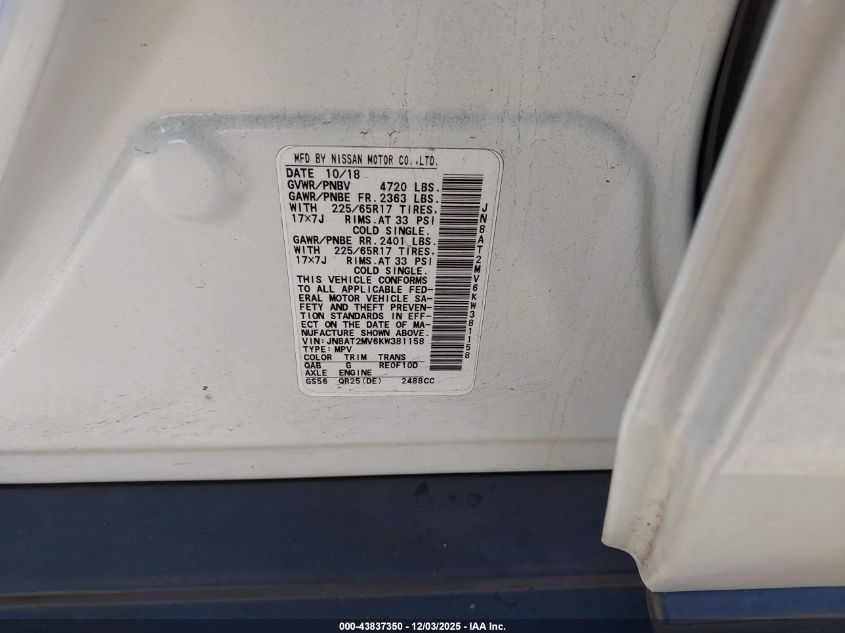 MFD BY NISSAN MOTOR CO.,LTD.
DATE 10/18
GVWR/PNBV 4720 LBS.
GAWR/PNBE FR. 2363 LBS.
WITH 225/65R17 TIRES,
17×7J RIMS.AT 33 PSI
COLD SINGLE.
GAWR/PNBE RR. 2401 LBS.
WITH 225/65R17 TIRES,
17×7J RIMS.AT 33 PSI
COLD SINGLE.
THIS VEHICLE CONFORMS
TO ALL APPLICABLE FED-
ERAL MOTOR VEHICLE SA-
FETY AND THEFT PREVEN-
TION STANDARDS IN EFF-
ECT ON THE DATE OF MA-
NUFACTURE SHOWN ABOVE.
VIN:JN8AT2MV6KW381158
TYPE:MPV
COLOR TRIM TRANS
QAB G RE0F10D
AXLE ENGINE
GS56 QR25(DE) 2488CC
JN8AT2MV6KW381158
000-43837350 - 12/03/2025 - IAA Inc.